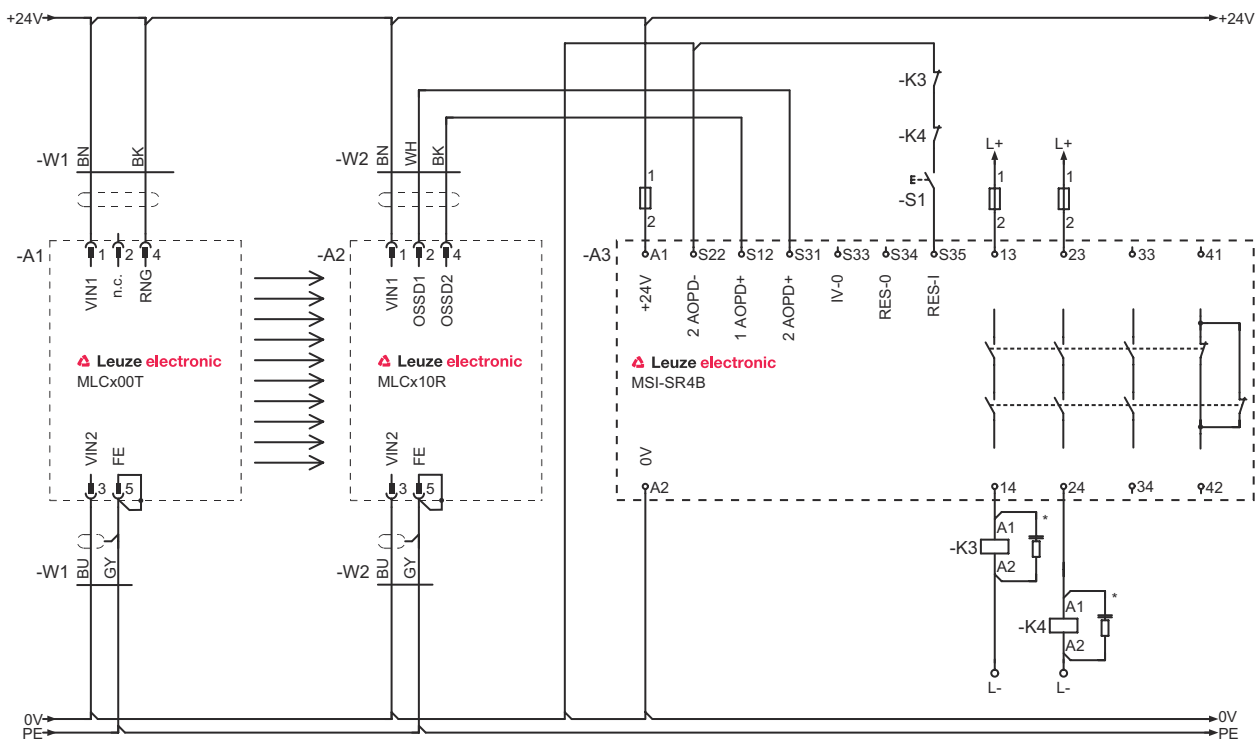 +24V +24V
-K3
-K4
L+ L+
-W1 BN BK -W2 BN WH BK
E-- -S1
1 2 1 2 1 2
-A1 1 2 4 -A2 1 2 4 -A3 A1 S22 S12 S31 S33 S34 S35 13 23 33 41
VIN1 n.c. RNG VIN1 OSSD1 OSSD2 +24V 2 AOPD- 1 AOPD+ 2 AOPD+ IV-0 RES-0 RES-I
Leuze electronic Leuze electronic Leuze electronic
MLCx00T MLCx10R MSI-SR4B
VIN2 FE VIN2 FE 0V
3 5 3 5 A2 14 24 34 42
-K3 A1 A2 *
-W1 BU GY -W2 BU GY
-K4 A1 A2 *
L- L-
0V 0V
PE PE